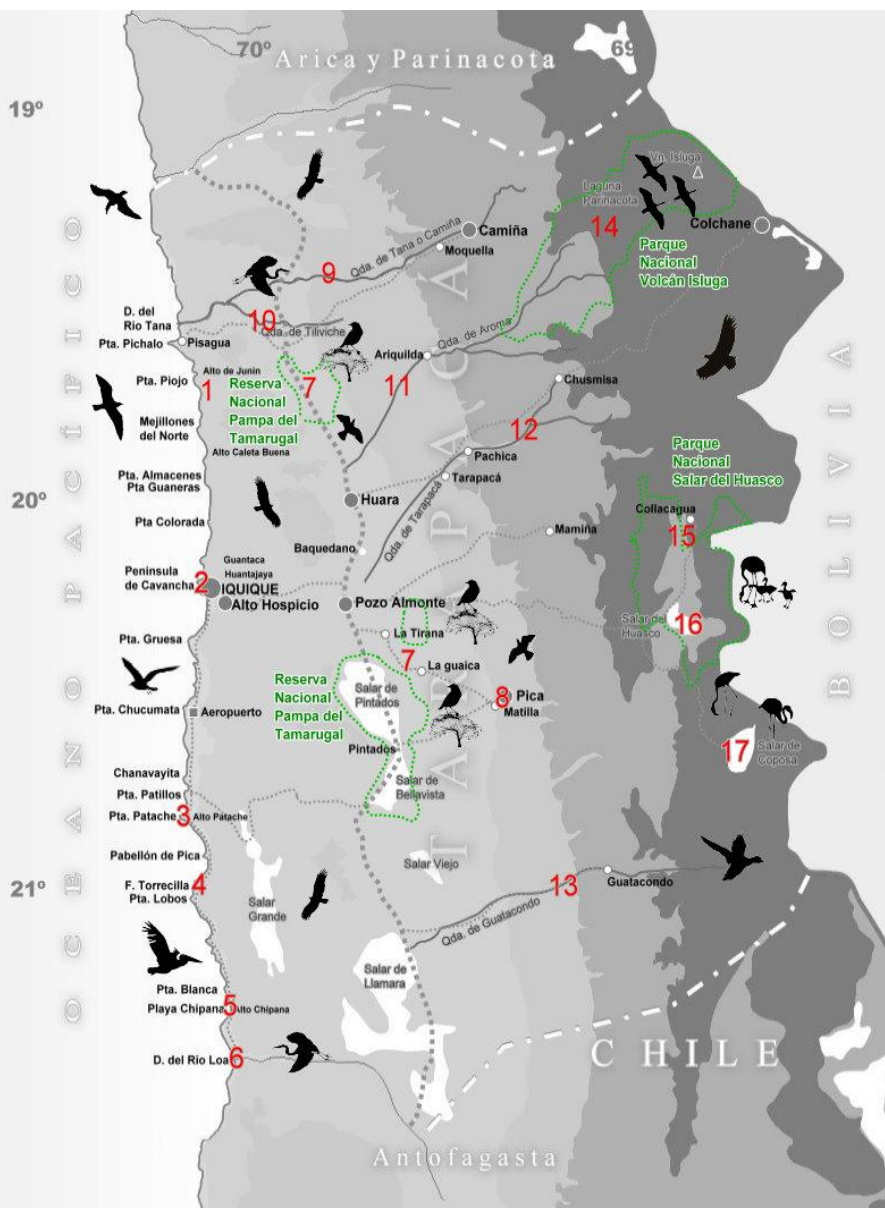 70º
69
Arica y Parinacota
19º
Vn. Isluga
Laguna
Parinacota
14
Colchane
Camiña
Moquella
Qda. de Tana o Camiña
9
Parque
Nacional
Volcán Isluga
D. del
Río Tana
10
Qda. de Tiliviche
Pta. Pichalo
Pisagua
Ariquilda
Qda. de Aroma
Alto de Junin
Pta. Piojo
1
Reserva
Nacional
Pampa del
Tamarugal
7
11
Chusmisa
Mejillones
del Norte
12
Alto Caleta Buena
Pachica
Parque
Nacional
Salar del Huasco
Pta. Almacenes
Pta Guaneras
Tarapacá
20º
Huara
Qda. de Tarapacá
Collacagua
Pta Colorada
Mamiña
15
Baquedano
Guantaca
Huantajaya
Península
de Cavancha
2
IQUIQUE
Alto Hospicio
Pozo Almonte
Salar del
Huasco
16
Pta. Gruesa
La Tirana
7
La guaica
Reserva
Nacional
Pampa del
Tamarugal
Salar de
Pintados
8
Pica
Matilla
Pta. Chucumata
Aeropuerto
Pintados
17
Salar de
Coposa
Chanavayita
Pta. Patillos
Salar de
Bellavista
Pta. Patache
3
Alto Patache
Pabellón de Pica
Salar Viejo
21º
F. Torrecilla
4
Pta. Lobos
13
Guatacondo
Salar
Grande
Qda. de Guatacondo
Salar de
Llamara
Pta. Blanca
Playa Chipana
5
Alto Chipana
D. del Río Loa
6
CHILE
Antofagasta
OCEANO PACÍFICO
TARAPACÁ
BOLIVIA